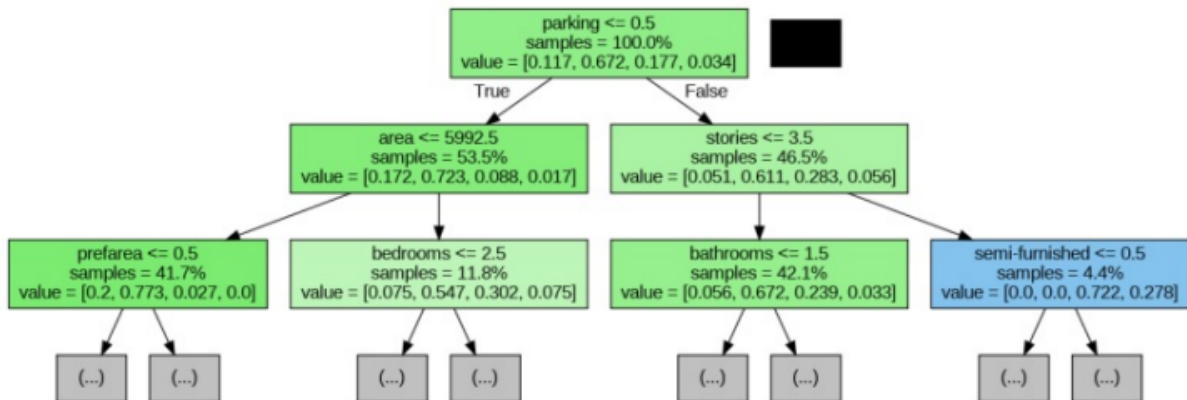 parking <= 0.5
samples = 100.0%
value = [0.117, 0.672, 0.177, 0.034]
True
False
area <= 5992.5
samples = 53.5%
value = [0.172, 0.723, 0.088, 0.017]
stories <= 3.5
samples = 46.5%
value = [0.051, 0.611, 0.283, 0.056]
prefarea <= 0.5
samples = 41.7%
value = [0.2, 0.773, 0.027, 0.0]
bedrooms <= 2.5
samples = 11.8%
value = [0.075, 0.547, 0.302, 0.075]
bathrooms <= 1.5
samples = 42.1%
value = [0.056, 0.672, 0.239, 0.033]
semi-furnished <= 0.5
samples = 4.4%
value = [0.0, 0.0, 0.722, 0.278]
(...)
(...)
(...)
(...)
(...)
(...)
(...)
(...)